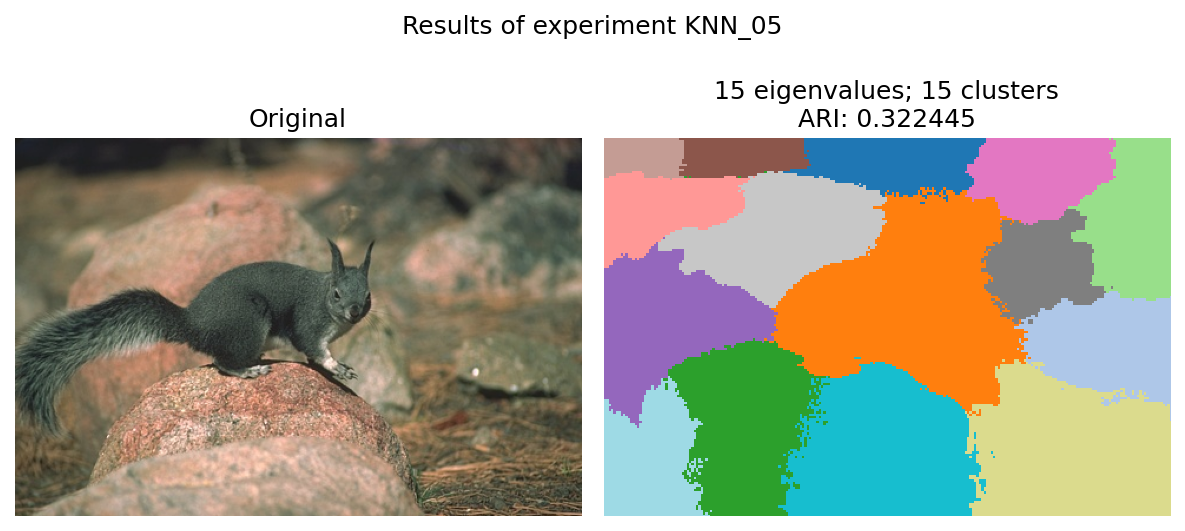 Results of experiment KNN_05
Original
15 eigenvalues; 15 clusters
ARI: 0.322445